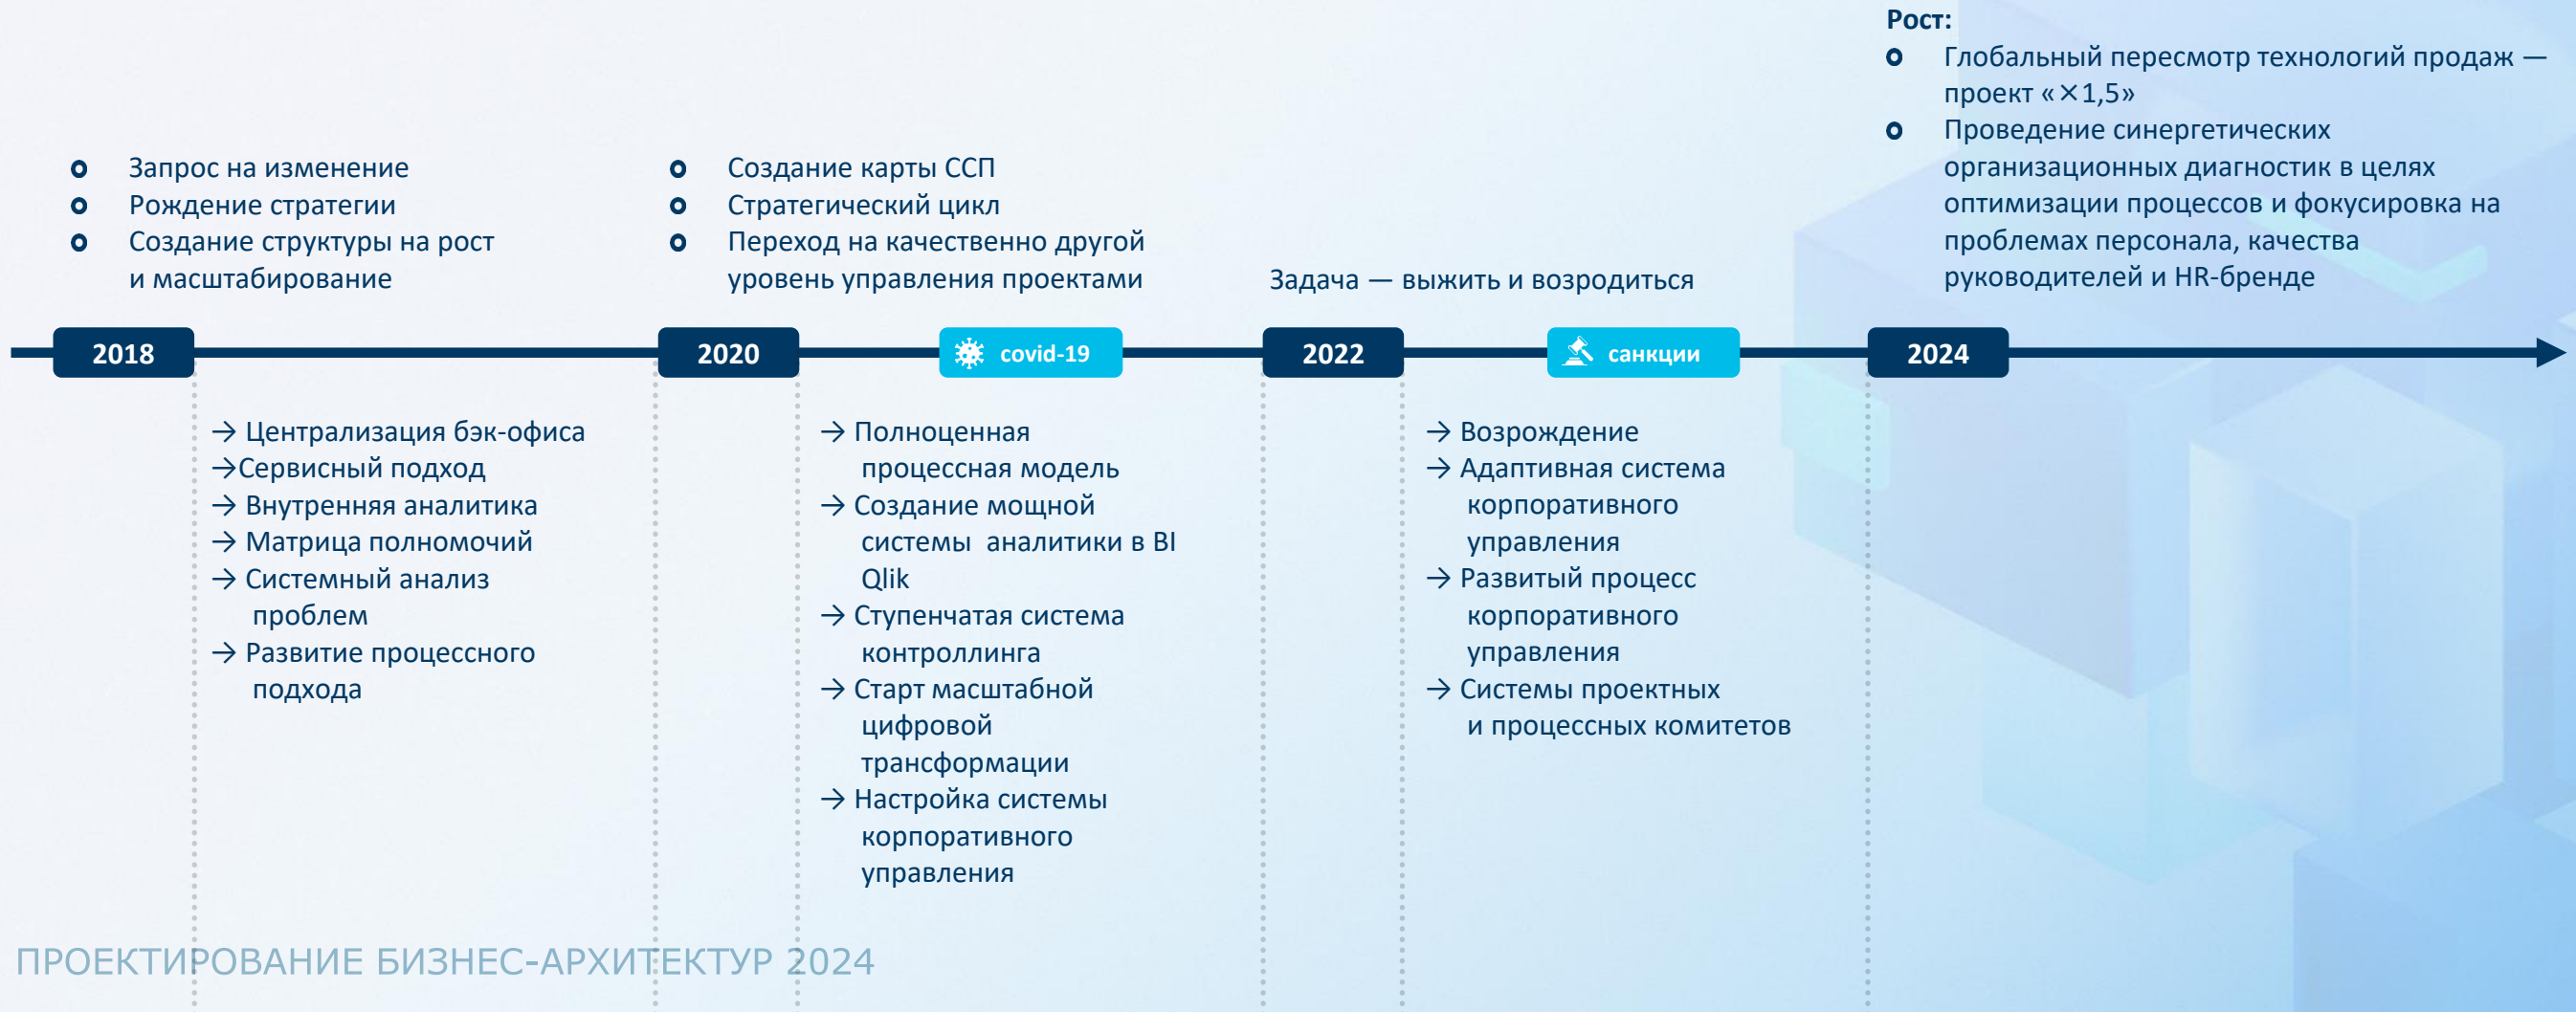 Рост:
Глобальный пересмотр технологий продаж —
проект «×1,5»
Проведение синергетических
организационных диагностик в целях
оптимизации процессов и фокусировка на
проблемах персонала, качества
руководителей и HR-бренде
Запрос на изменение
Рождение стратегии
Создание структуры на рост
и масштабирование
Создание карты ССП
Стратегический цикл
Переход на качественно другой
уровень управления проектами
Задача — выжить и возродиться
2018
2020
covid-19
2022
санкции
2024
→ Централизация бэк-офиса
→Сервисный подход
→ Внутренняя аналитика
→ Матрица полномочий
→ Системный анализ
проблем
→ Развитие процессного
подхода
→ Полноценная
процессная модель
→ Создание мощной
системы  аналитики в BI
Qlik
→ Ступенчатая система
контроллинга
→ Старт масштабной
цифровой
трансформации
→ Настройка системы
корпоративного
управления
→ Возрождение
→ Адаптивная система
корпоративного
управления
→ Развитый процесс
корпоративного
управления
→ Системы проектных
и процессных комитетов
ПРОЕКТИРОВАНИЕ БИЗНЕС-АРХИТЕКТУР 2024